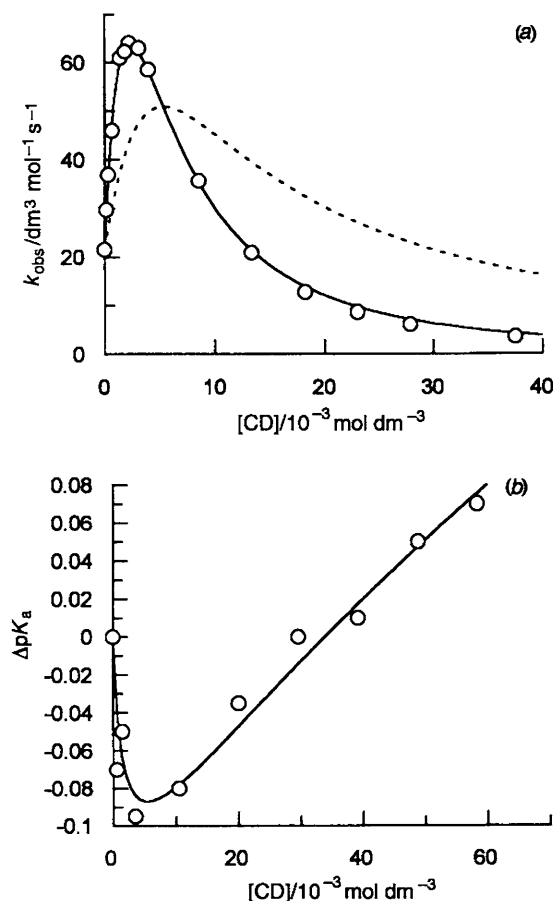 (a)
60
40
20
0
k_obs/dm³ mol⁻¹ s⁻¹
0 10 20 30 40
[CD]/10⁻³ mol dm⁻³
(b)
0.08
0.06
0.04
0.02
0
-0.02
-0.04
-0.06
-0.08
-0.1
ΔpKₐ
0 20 40 60
[CD]/10⁻³ mol dm⁻³